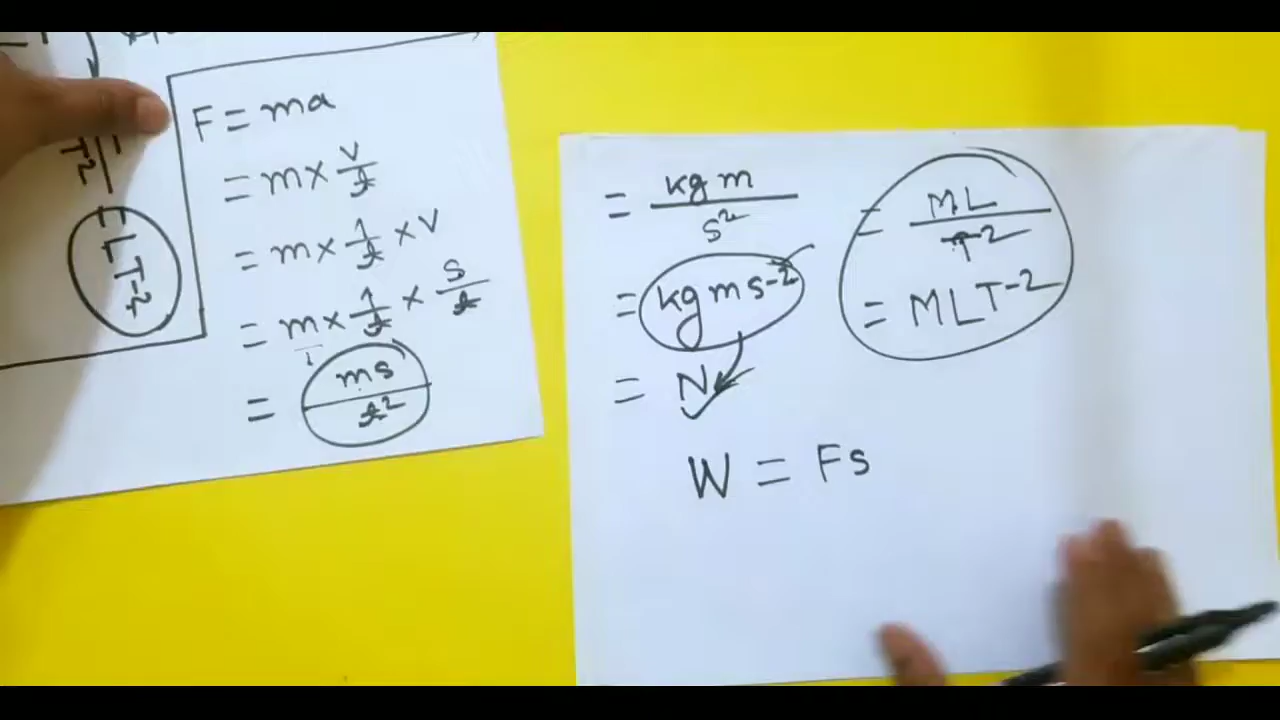 F = ma
= m × v/t
= m × 1/t × v
= m × 1/t × s/t
= ms/t²
LT⁻²
= kg m/s²
= kg m s⁻²
= N
= ML/T²
= MLT⁻²
W = Fs